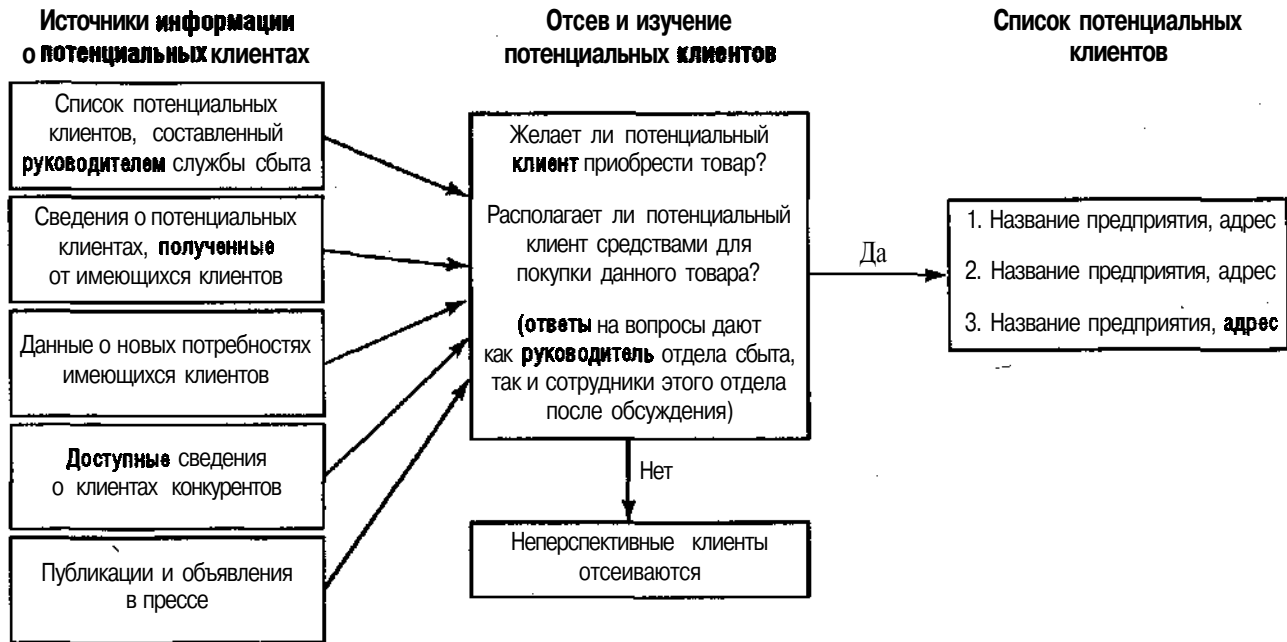 Источники информации
о потенциальных клиентах
Список потенциальных
клиентов, составленный
руководителем службы сбыта
Сведения о потенциальных
клиентах, полученные
от имеющихся клиентов
Данные о новых потребностях
имеющихся клиентов
Доступные сведения
о клиентах конкурентов
Публикации и объявления
в прессе
Отсев и изучение
потенциальных клиентов
Желает ли потенциальный
клиент приобрести товар?
Располагает ли потенциальный
клиент средствами для
покупки данного товара?
(ответы на вопросы дают
как руководитель отдела сбыта,
так и сотрудники этого отдела
после обсуждения)
Нет
Неперспективные клиенты
отсеиваются
Да
Список потенциальных
клиентов
1. Название предприятия, адрес
2. Название предприятия, адрес
3. Название предприятия, адрес